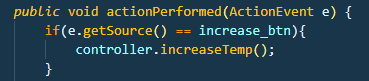 public void actionPerformed(ActionEvent e) {
    if(e.getSource() == increase_btn){
        controller.increaseTemp();
    }